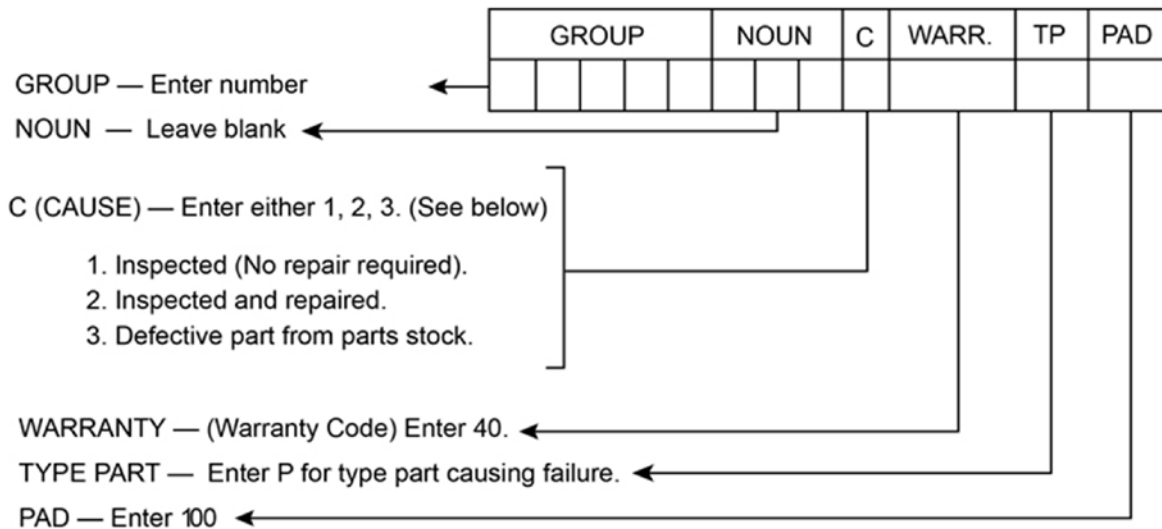 GROUP NOUN C WARR. TP PAD
GROUP — Enter number
NOUN — Leave blank
C (CAUSE) — Enter either 1, 2, 3. (See below)
1. Inspected (No repair required).
2. Inspected and repaired.
3. Defective part from parts stock.
WARRANTY — (Warranty Code) Enter 40.
TYPE PART — Enter P for type part causing failure.
PAD — Enter 100